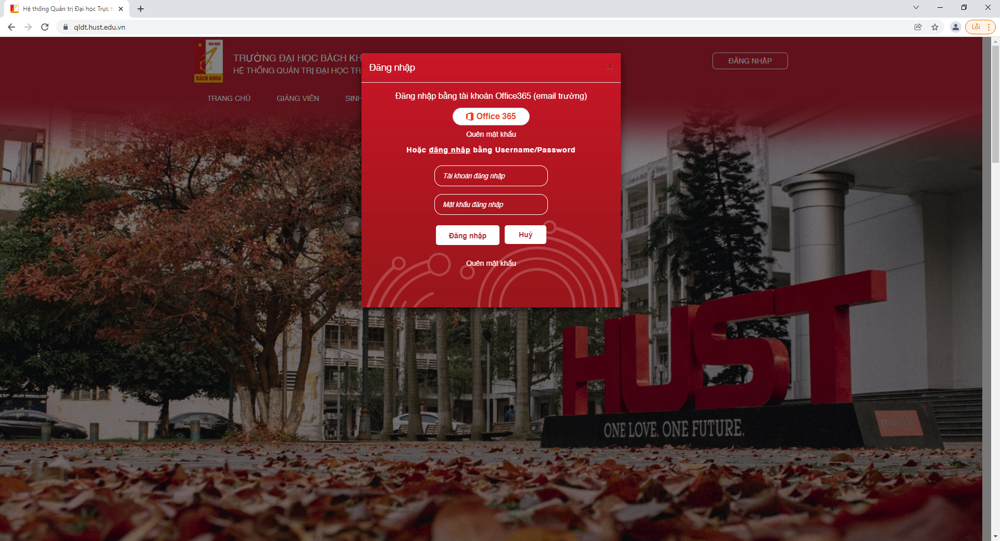 Hệ thống Quản trị Đại học Trực t
qldt.hust.edu.vn
Lỗi
ĐẠI HỌC
BÁCH KHOA
TRƯỜNG ĐẠI HỌC BÁCH KH
HỆ THỐNG QUẢN TRỊ ĐẠI HỌC TR
ĐĂNG NHẬP
TRANG CHỦ GIẢNG VIÊN SINH
Đăng nhập
×
Đăng nhập bằng tài khoản Office365 (email trường)
Office 365
Quên mật khẩu
Hoặc đăng nhập bằng Username/Password
Tài khoản đăng nhập
Mật khẩu đăng nhập
Đăng nhập Huỷ
Quên mật khẩu
HUST
ONE LOVE. ONE FUTURE.
mindX